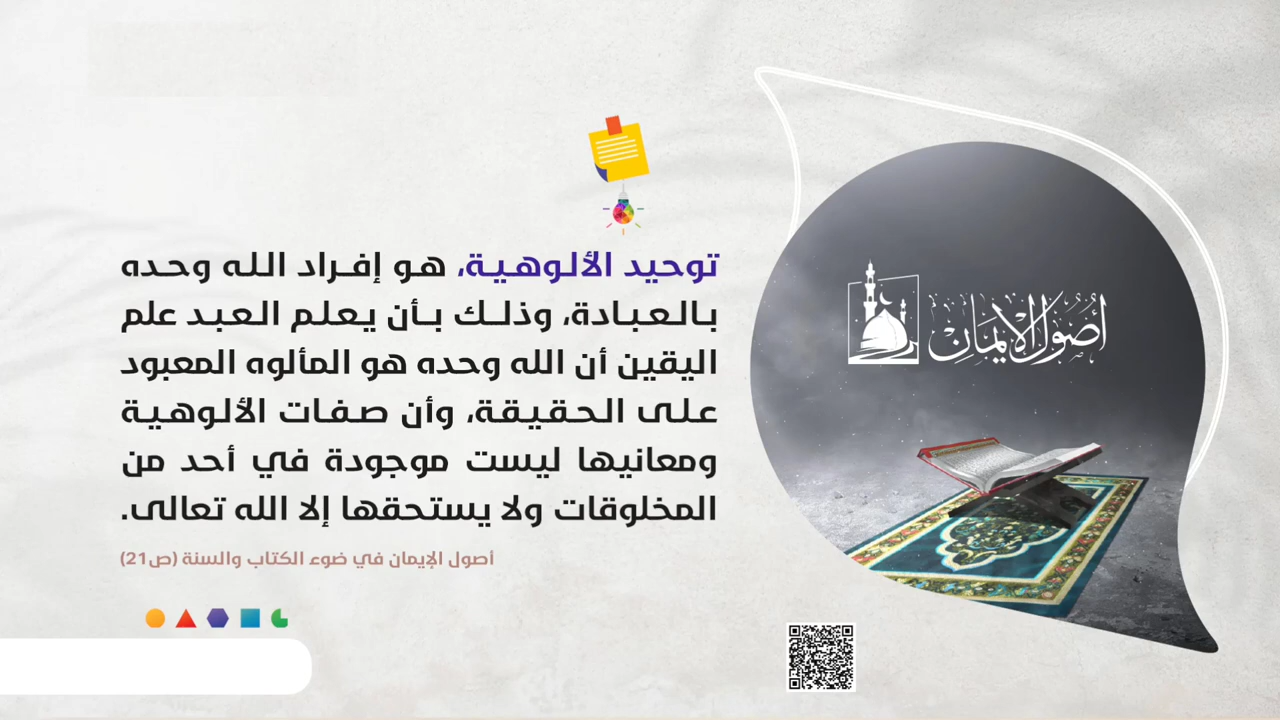 أصول الإيمان
توحيد الألوهية، هو إفراد الله وحده
بالعبادة، وذلك بأن يعلم العبد علم
اليقين أن الله وحده هو المألوه المعبود
على الحقيقة، وأن صفات الألوهية
ومعانيها ليست موجودة في أحد من
المخلوقات ولا يستحقها إلا الله تعالى.
أصول الإيمان في ضوء الكتاب والسنة (ص21)